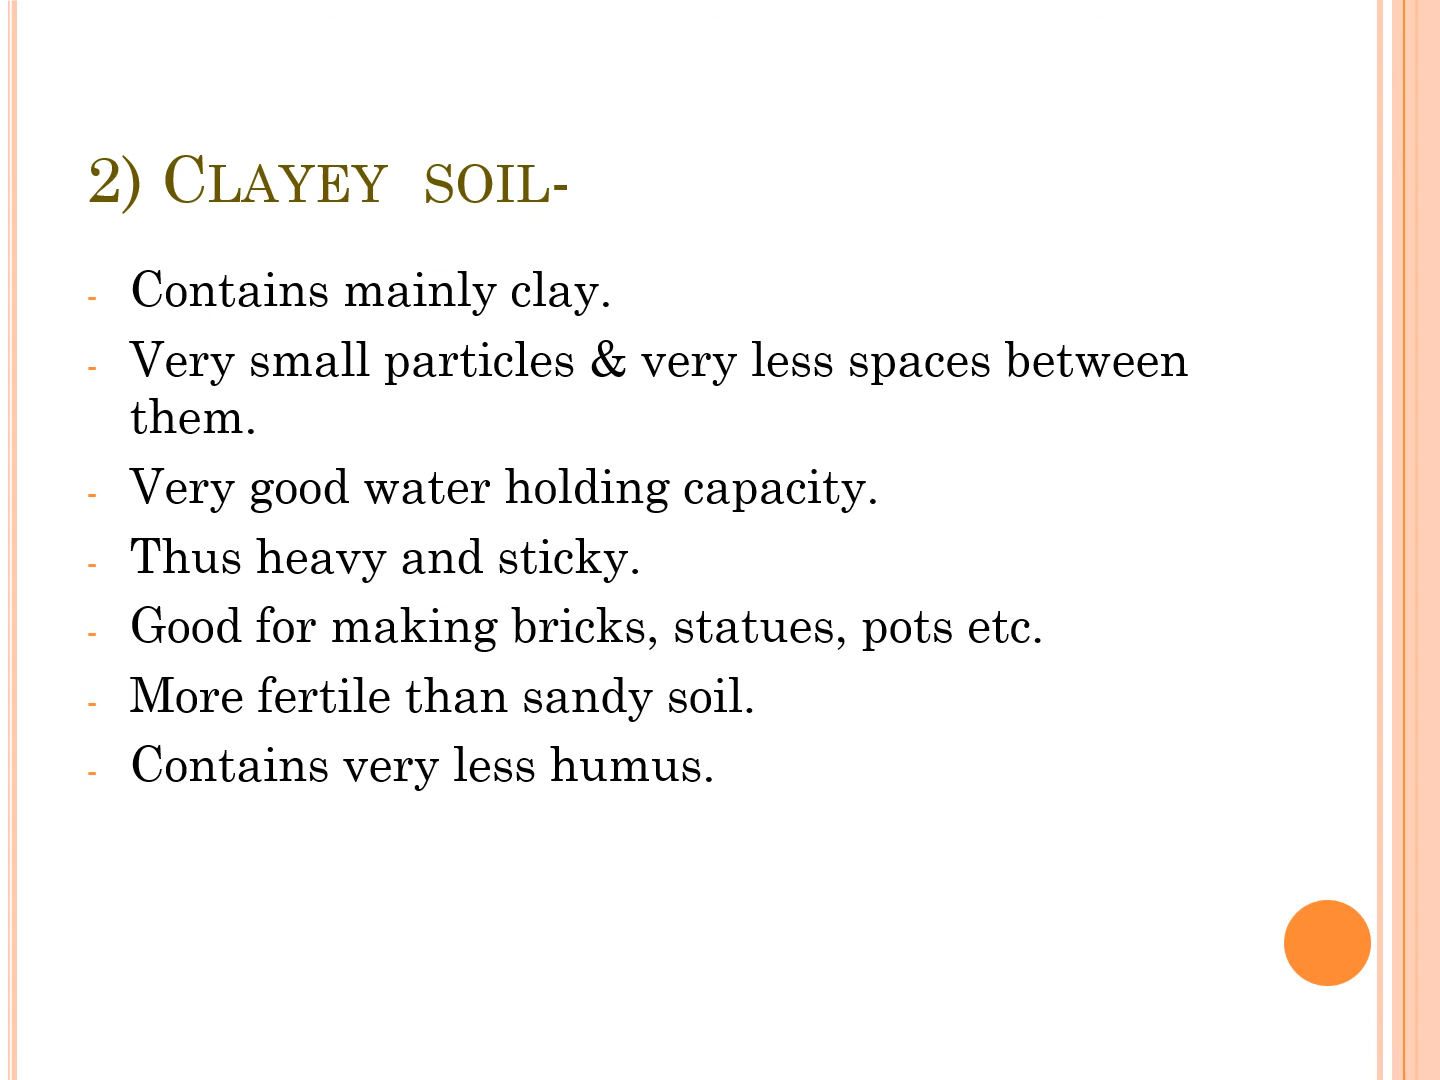 2) Clayey soil-
- Contains mainly clay.
- Very small particles & very less spaces between
them.
- Very good water holding capacity.
- Thus heavy and sticky.
- Good for making bricks, statues, pots etc.
- More fertile than sandy soil.
- Contains very less humus.